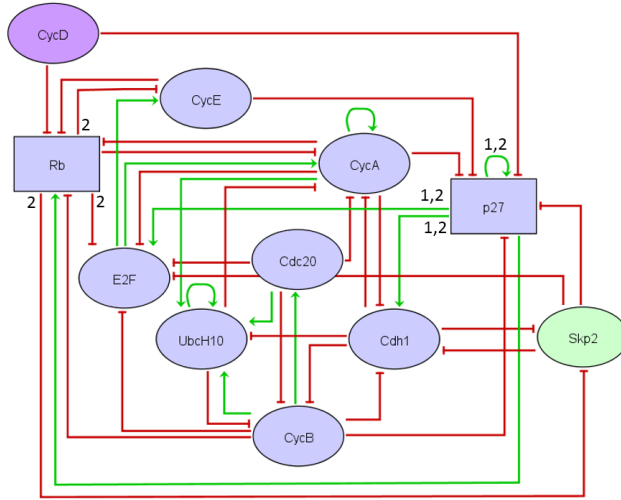 CycD
CycE
2
1,2
Rb
CycA
1,2
p27
2
2
1,2
E2F
Cdc20
UbcH10
Cdh1
Skp2
CycB